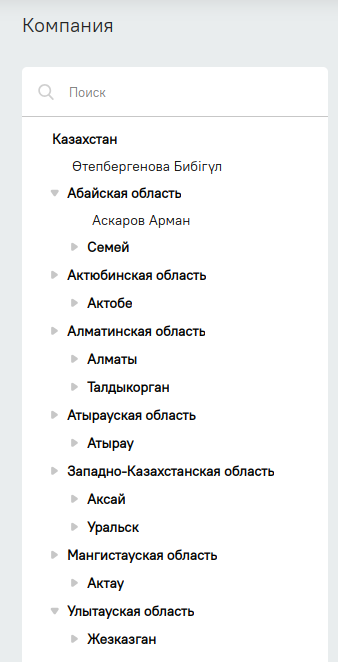 Компания
Поиск
Казахстан
Өтепбергенова Бибігүл
Абайская область
Аскаров Арман
Семей
Актюбинская область
Актобе
Алматинская область
Алматы
Талдыкорган
Атырауская область
Атырау
Западно-Казахстанская область
Аксай
Уральск
Мангистауская область
Актау
Улытауская область
Жезказган